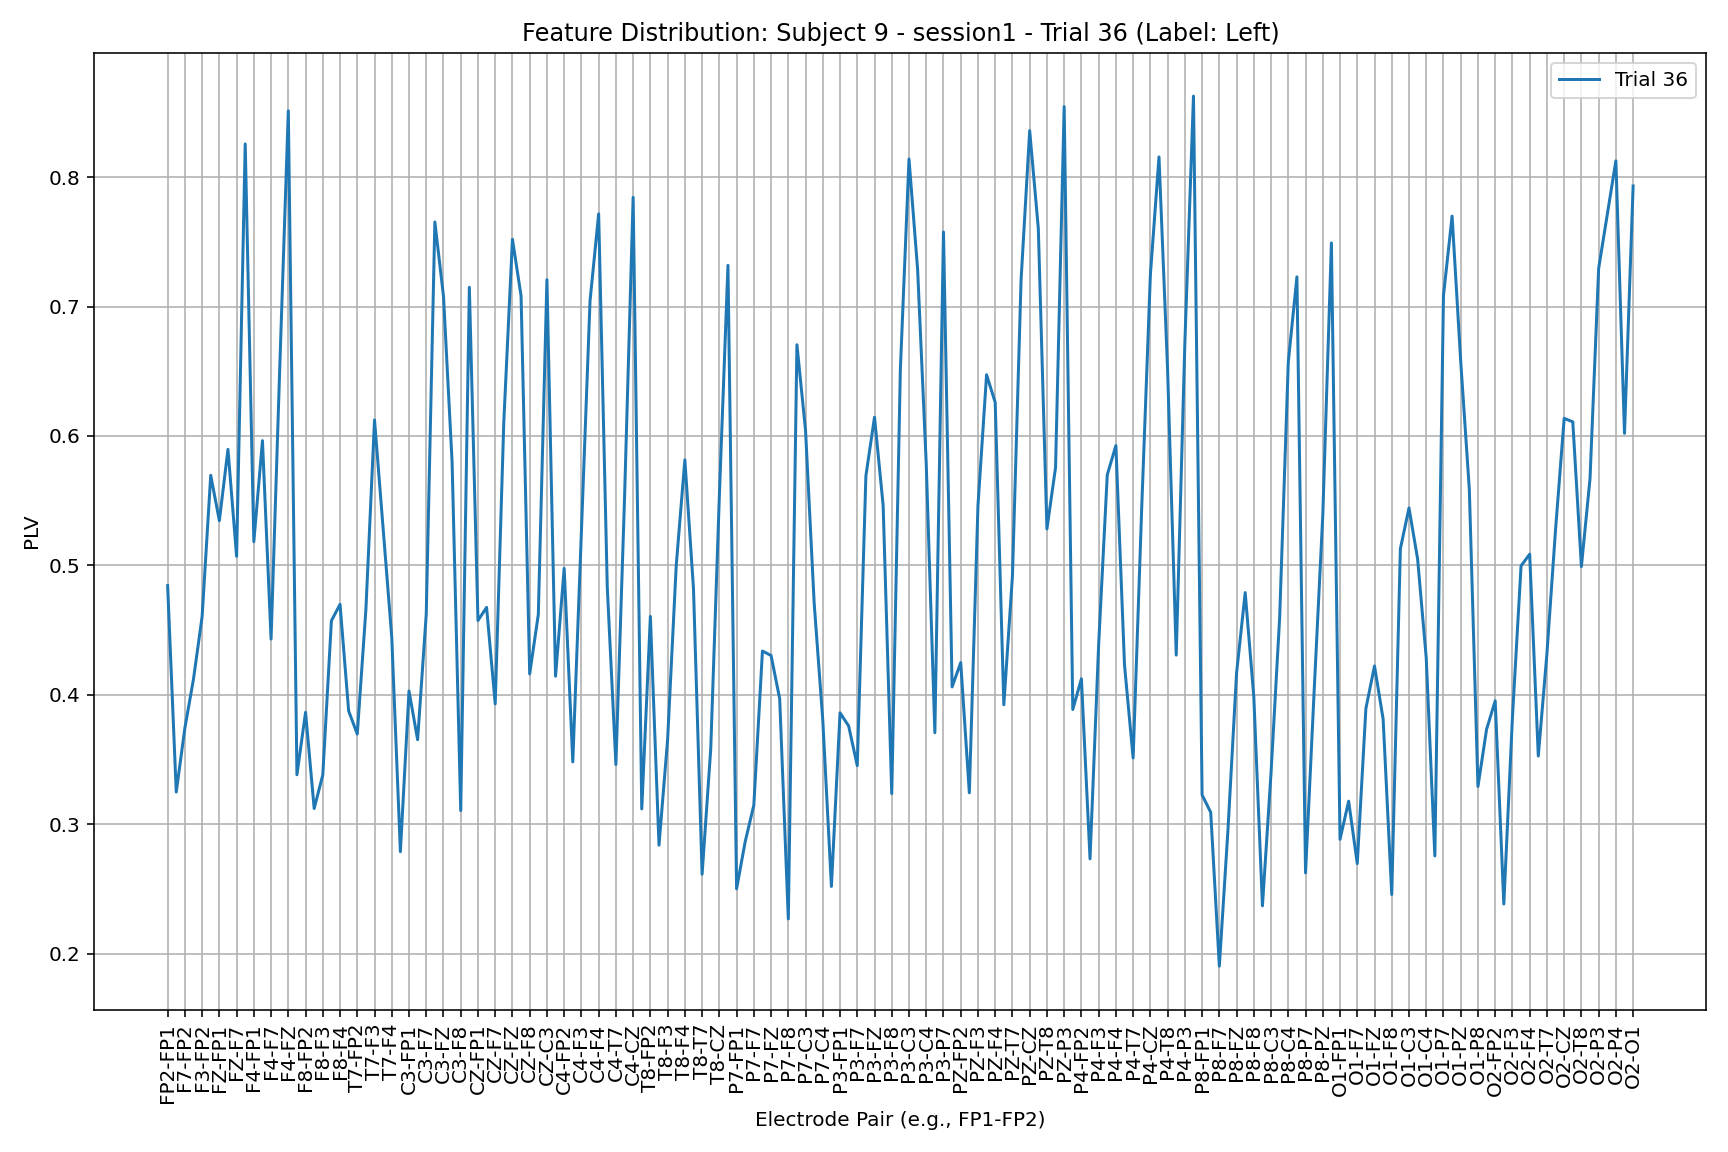 Feature Distribution: Subject 9 - session1 - Trial 36 (Label: Left)
Trial 36
PLV
0.8
0.7
0.6
0.5
0.4
0.3
0.2
FP2-FP1
F7-FP2
F3-FP2
FZ-FP1
FZ-F7
F4-FP1
F4-F7
F4-FZ
F8-FP2
F8-F3
F8-F4
T7-FP2
T7-F3
T7-F4
C3-FP1
C3-F7
C3-FZ
C3-F8
CZ-FP1
CZ-F7
CZ-FZ
CZ-F8
CZ-C3
C4-FP2
C4-F3
C4-F4
C4-T7
C4-CZ
T8-FP2
T8-F3
T8-F4
T8-T7
T8-CZ
P7-FP1
P7-F7
P7-FZ
P7-F8
P7-C3
P7-C4
P3-FP1
P3-F7
P3-FZ
P3-F8
P3-C3
P3-C4
P3-P7
PZ-FP2
PZ-F3
PZ-F4
PZ-T7
PZ-CZ
PZ-T8
PZ-P3
P4-FP2
P4-F3
P4-F4
P4-T7
P4-CZ
P4-T8
P4-P3
P8-FP1
P8-F7
P8-FZ
P8-F8
P8-C3
P8-C4
P8-P7
P8-PZ
O1-FP1
O1-F7
O1-FZ
O1-F8
O1-C3
O1-C4
O1-P7
O1-PZ
O1-P8
O2-FP2
O2-F3
O2-F4
O2-T7
O2-CZ
O2-T8
O2-P3
O2-P4
O2-O1
Electrode Pair (e.g., FP1-FP2)